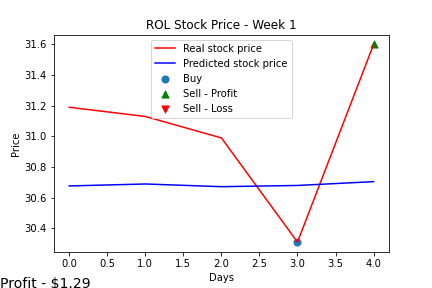 ROL Stock Price - Week 1
Real stock price
Predicted stock price
Buy
Sell - Profit
Sell - Loss
Price
31.6
31.4
31.2
31.0
30.8
30.6
30.4
0.0 0.5 1.0 1.5 2.0 2.5 3.0 3.5 4.0
Days
Profit - $1.29